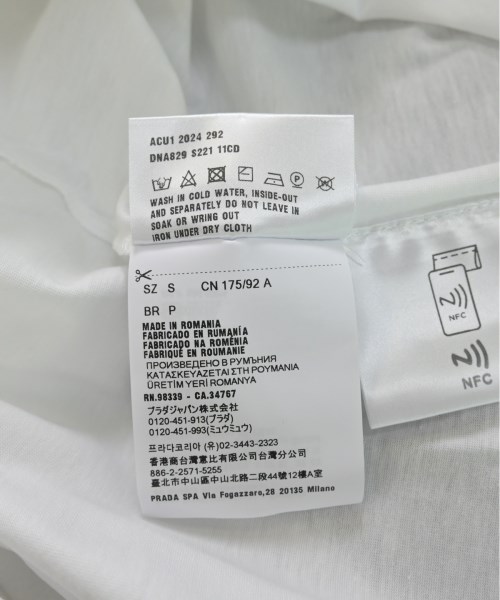 ACU1 2024 292
DNA829 S221 11CD
WASH IN COLD WATER, INSIDE-OUT
AND SEPARATELY DO NOT LEAVE IN
SOAK OR WRING OUT
IRON UNDER DRY CLOTH
SZ S CN 175/92 A
BR P
MADE IN ROMANIA
FABRICADO EN RUMANÍA
FABRICADO NA ROMÉNIA
FABRIQUÉ EN ROUMANIE
ПРОИЗВЕДЕНО В РУМЪНИЯ
ΚΑΤΑΣΚΕΥΑΖΕΤΑΙ ΣΤΗ ΡΟΥΜΑΝΙΑ
ÜRETİM YERİ ROMANYA
RN.98339 - CA.34767
プラダジャパン株式会社
0120-451-913(プラダ)
0120-451-993(ミュウミュウ)
프라다코리아 (유)02-3443-2323
香港商台灣意比有限公司台灣分公司
886-2-2571-5255
臺北市中山區中山北路二段44號12樓A室
PRADA SPA Via Fogazzaro,28 20135 Milano
NFC
NFC